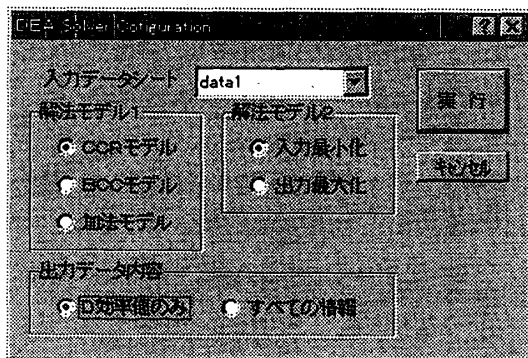 DEA Solver Cofiguration
入力データシート data1
実 行
解法モデル1
解法モデル2
CCRモデル
入力最小化
キャンセル
BCCモデル
出力最大化
加法モデル
出力データ内容
D効率値のみ
すべての情報